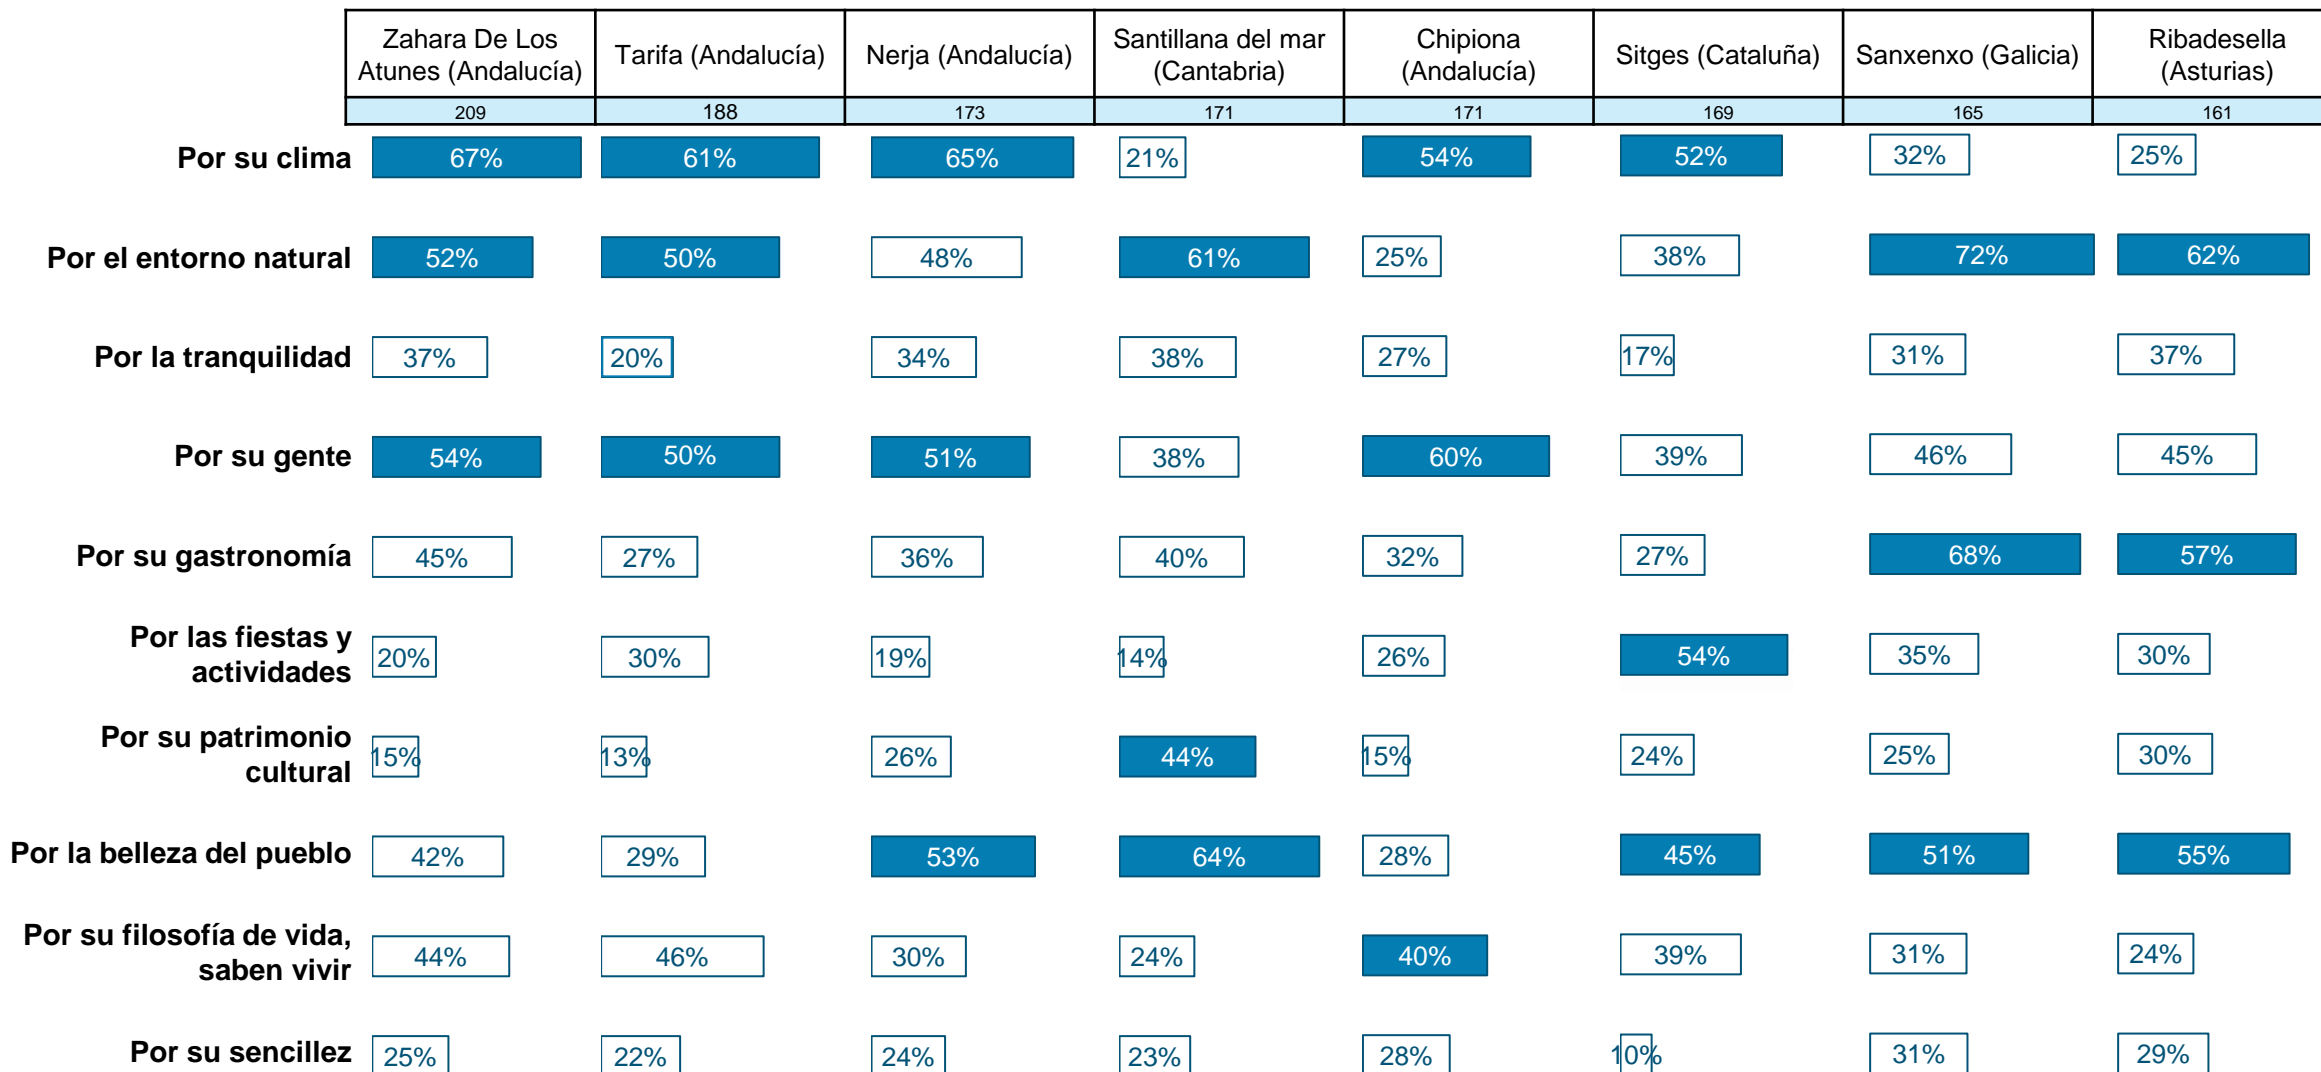 Zahara De Los
Atunes (Andalucía)
Tarifa (Andalucía)
Nerja (Andalucía)
Santillana del mar
(Cantabria)
Chipiona
(Andalucía)
Sitges (Cataluña)
Sanxenxo (Galicia)
Ribadesella
(Asturias)
209 188 173 171 171 169 165 161
Por su clima 67% 61% 65% 21% 54% 52% 32% 25%
Por el entorno natural 52% 50% 48% 61% 25% 38% 72% 62%
Por la tranquilidad 37% 20% 34% 38% 27% 17% 31% 37%
Por su gente 54% 50% 51% 38% 60% 39% 46% 45%
Por su gastronomía 45% 27% 36% 40% 32% 27% 68% 57%
Por las fiestas y
actividades 20% 30% 19% 14% 26% 54% 35% 30%
Por su patrimonio
cultural 15% 13% 26% 44% 15% 24% 25% 30%
Por la belleza del pueblo 42% 29% 53% 64% 28% 45% 51% 55%
Por su filosofía de vida,
saben vivir 44% 46% 30% 24% 40% 39% 31% 24%
Por su sencillez 25% 22% 24% 23% 28% 10% 31% 29%